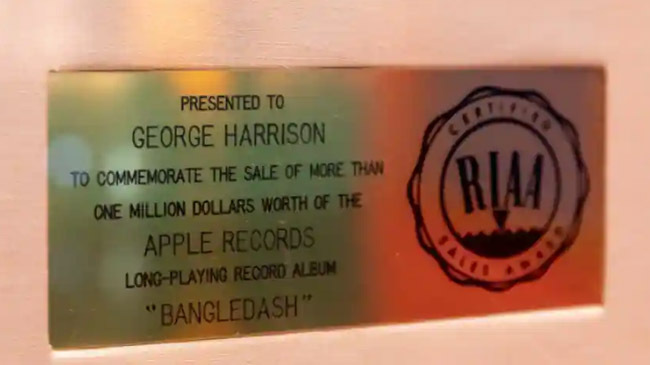 PRESENTED TO
GEORGE HARRISON
TO COMMEMORATE THE SALE OF MORE THAN
ONE MILLION DOLLARS WORTH OF THE
APPLE RECORDS
LONG-PLAYING RECORD ALBUM
"BANGLEDASH"
CERTIFIED
RIAA
SALES AWARD